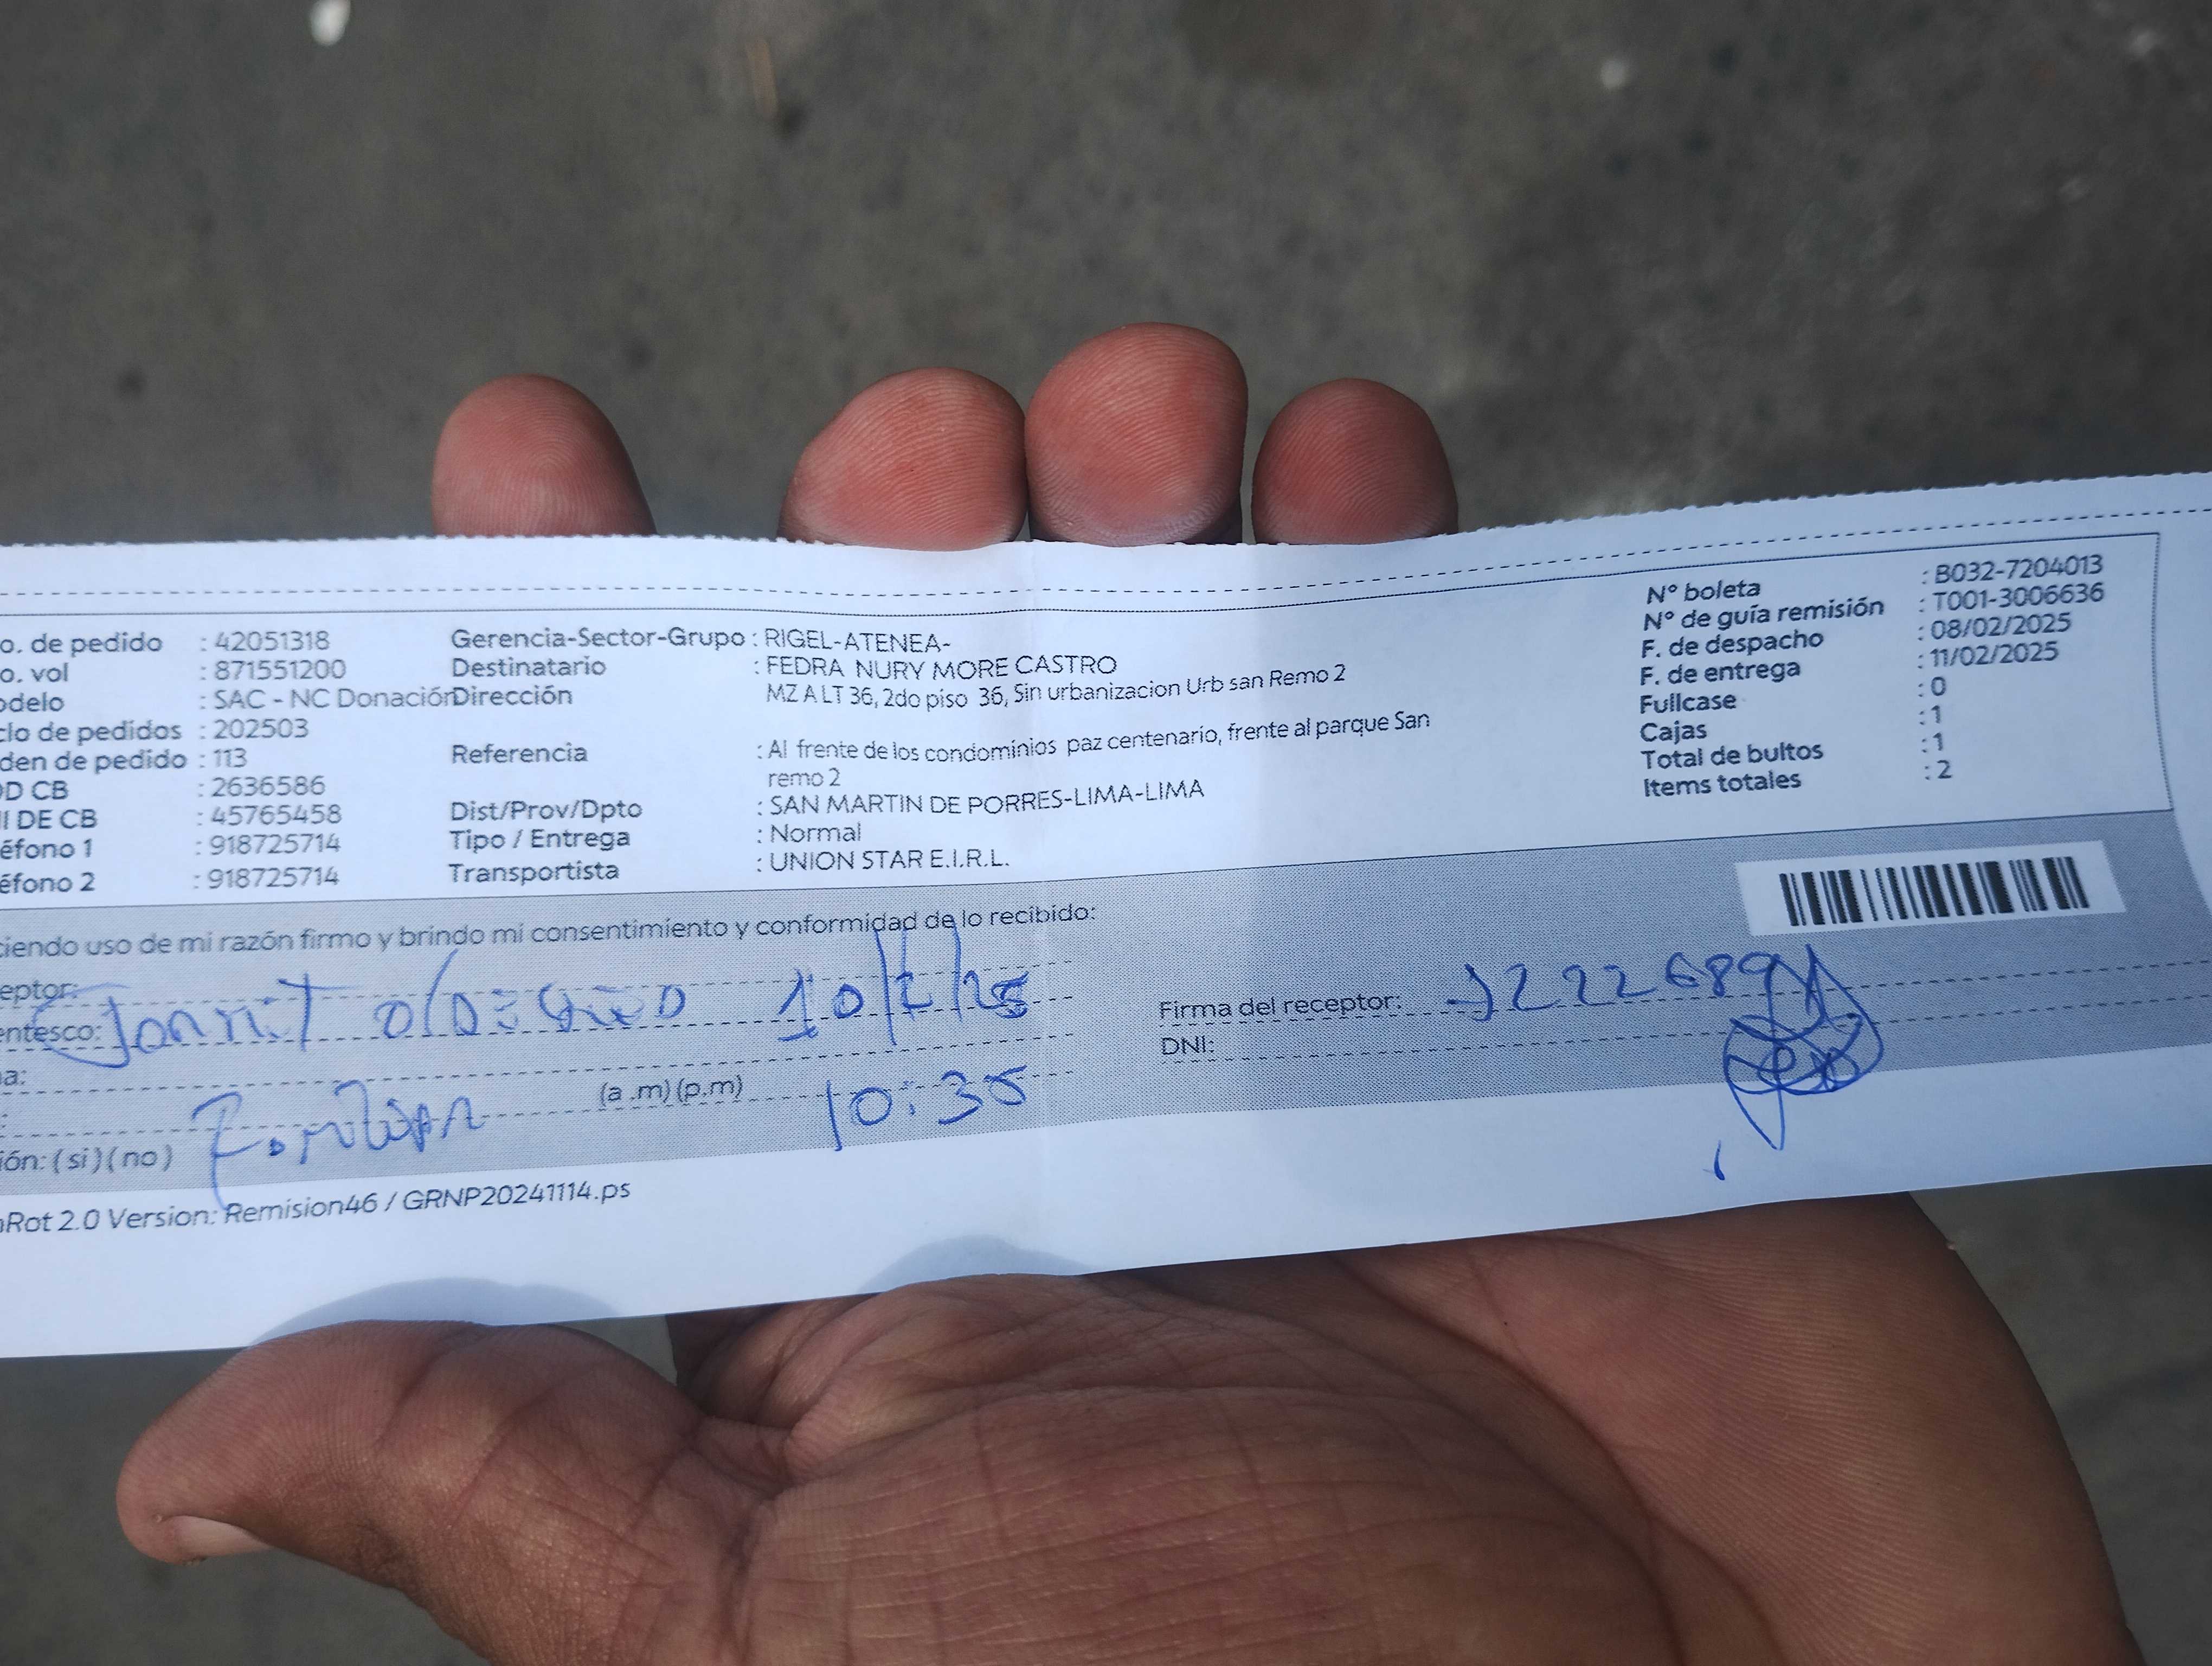 o. de pedido : 42051318
o. vol : 871551200
odelo : SAC - NC Donación
clo de pedidos : 202503
den de pedido : 113
D CB : 2636586
I DE CB : 45765458
éfono 1 : 918725714
éfono 2 : 918725714
Gerencia-Sector-Grupo : RIGEL-ATENEA-
Destinatario : FEDRA NURY MORE CASTRO
Dirección MZ A LT 36, 2do piso 36, Sin urbanizacion Urb san Remo 2
Referencia : Al frente de los condominios paz centenario, frente al parque San
remo 2
Dist/Prov/Dpto : SAN MARTIN DE PORRES-LIMA-LIMA
Tipo / Entrega : Normal
Transportista : UNION STAR E.I.R.L.
N° boleta : B032-7204013
N° de guía remisión : T001-3006636
F. de despacho : 08/02/2025
F. de entrega : 11/02/2025
Fullcase : 0
Cajas : 1
Total de bultos : 1
Items totales : 2
ciendo uso de mi razón firmo y brindo mi consentimiento y conformidad de lo recibido:
eptor:
entesco: 10/2/25
a:
: (a .m) (p.m) 10:35
ión: ( si ) ( no )
Firma del receptor:
DNI:
nRot 2.0 Version: Remision46 / GRNP20241114.ps